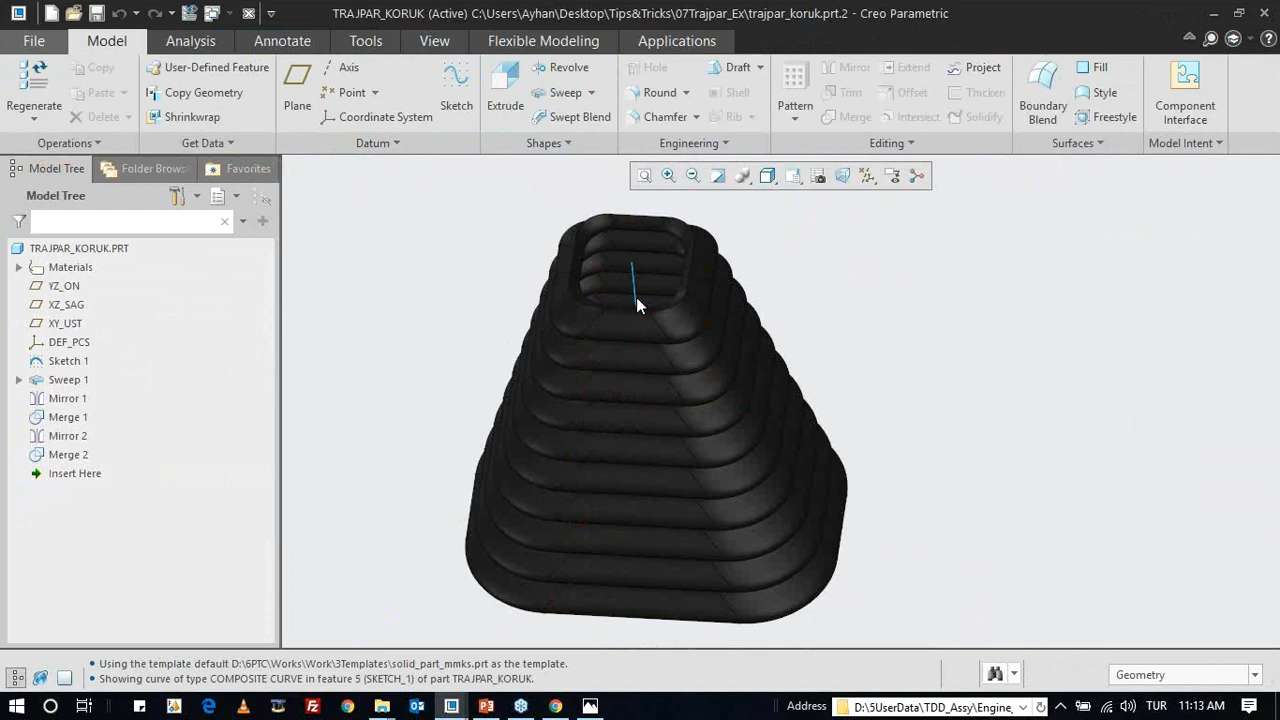 TRAJPAR_KORUK (Active) C:\Users\Ayhan\Desktop\Tips&Tricks\07Trajpar_Ex\trajpar_koruk.prt.2 - Creo Parametric
File Model Analysis Annotate Tools View Flexible Modeling Applications
Regenerate
Copy
Paste
Delete
Operations
User-Defined Feature
Copy Geometry
Shrinkwrap
Get Data
Plane
Axis
Point
Coordinate System
Sketch
Datum
Extrude
Revolve
Sweep
Swept Blend
Shapes
Hole
Round
Chamfer
Draft
Shell
Rib
Engineering
Pattern
Mirror
Trim
Merge
Extend
Offset
Intersect
Project
Thicken
Solidify
Editing
Boundary
Blend
Fill
Style
Freestyle
Surfaces
Component
Interface
Model Intent
Model Tree Folder Brows Favorites
Model Tree
TRAJPAR_KORUK.PRT
Materials
YZ_ON
XZ_SAG
XY_UST
DEF_PCS
Sketch 1
Sweep 1
Mirror 1
Merge 1
Mirror 2
Merge 2
Insert Here
• Using the template default D:\6PTC\Works\Work\3Templates\solid_part_mmks.prt as the template.
• Showing curve of type COMPOSITE CURVE in feature 5 (SKETCH_1) of part TRAJPAR_KORUK.
Geometry
Address D:\5UserData\TDD_Assy\Engine_ TUR 11:13 AM